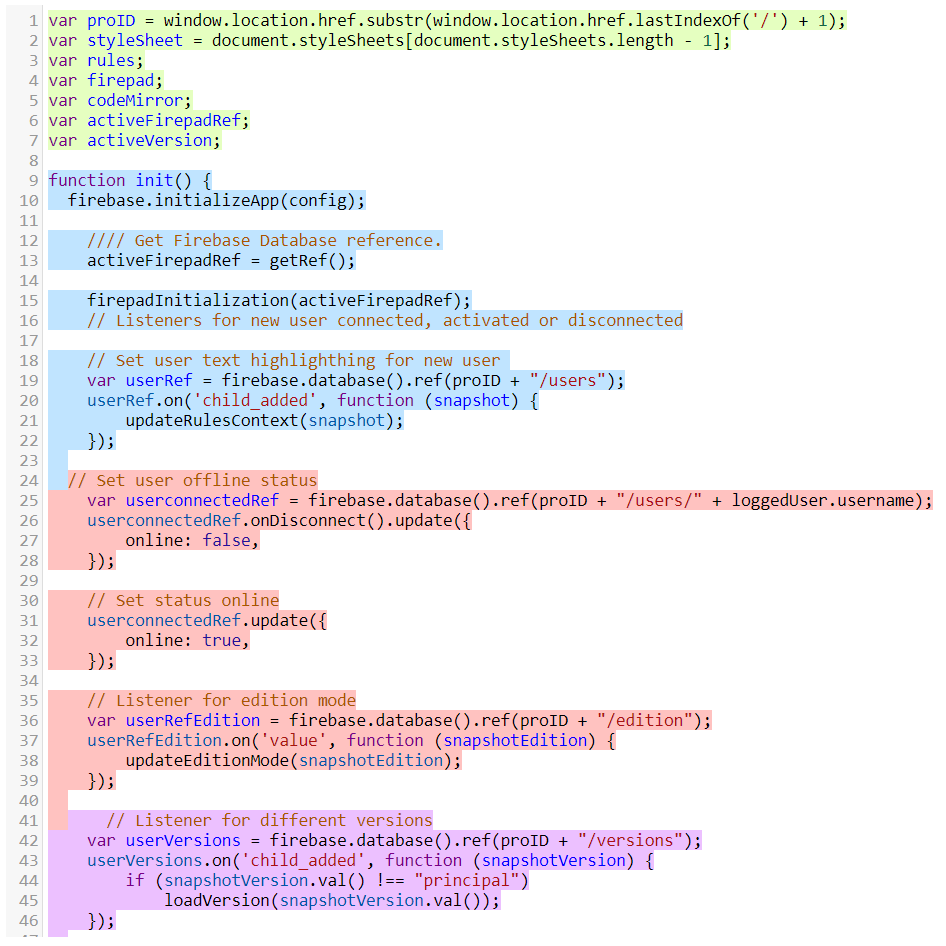 1 var proID = window.location.href.substr(window.location.href.lastIndexOf('/') + 1);
2 var styleSheet = document.styleSheets[document.styleSheets.length - 1];
3 var rules;
4 var firepad;
5 var codeMirror;
6 var activeFirepadRef;
7 var activeVersion;
8
9 function init() {
10   firebase.initializeApp(config);
11
12     //// Get Firebase Database reference.
13     activeFirepadRef = getRef();
14
15     firepadInitialization(activeFirepadRef);
16     // Listeners for new user connected, activated or disconnected
17
18     // Set user text highlighthing for new user
19     var userRef = firebase.database().ref(proID + "/users");
20     userRef.on('child_added', function (snapshot) {
21         updateRulesContext(snapshot);
22     });
23
24   // Set user offline status
25     var userconnectedRef = firebase.database().ref(proID + "/users/" + loggedUser.username);
26     userconnectedRef.onDisconnect().update({
27         online: false,
28     });
29
30     // Set status online
31     userconnectedRef.update({
32         online: true,
33     });
34
35     // Listener for edition mode
36     var userRefEdition = firebase.database().ref(proID + "/edition");
37     userRefEdition.on('value', function (snapshotEdition) {
38         updateEditionMode(snapshotEdition);
39     });
40
41       // Listener for different versions
42     var userVersions = firebase.database().ref(proID + "/versions");
43     userVersions.on('child_added', function (snapshotVersion) {
44         if (snapshotVersion.val() !== "principal")
45             loadVersion(snapshotVersion.val());
46     });